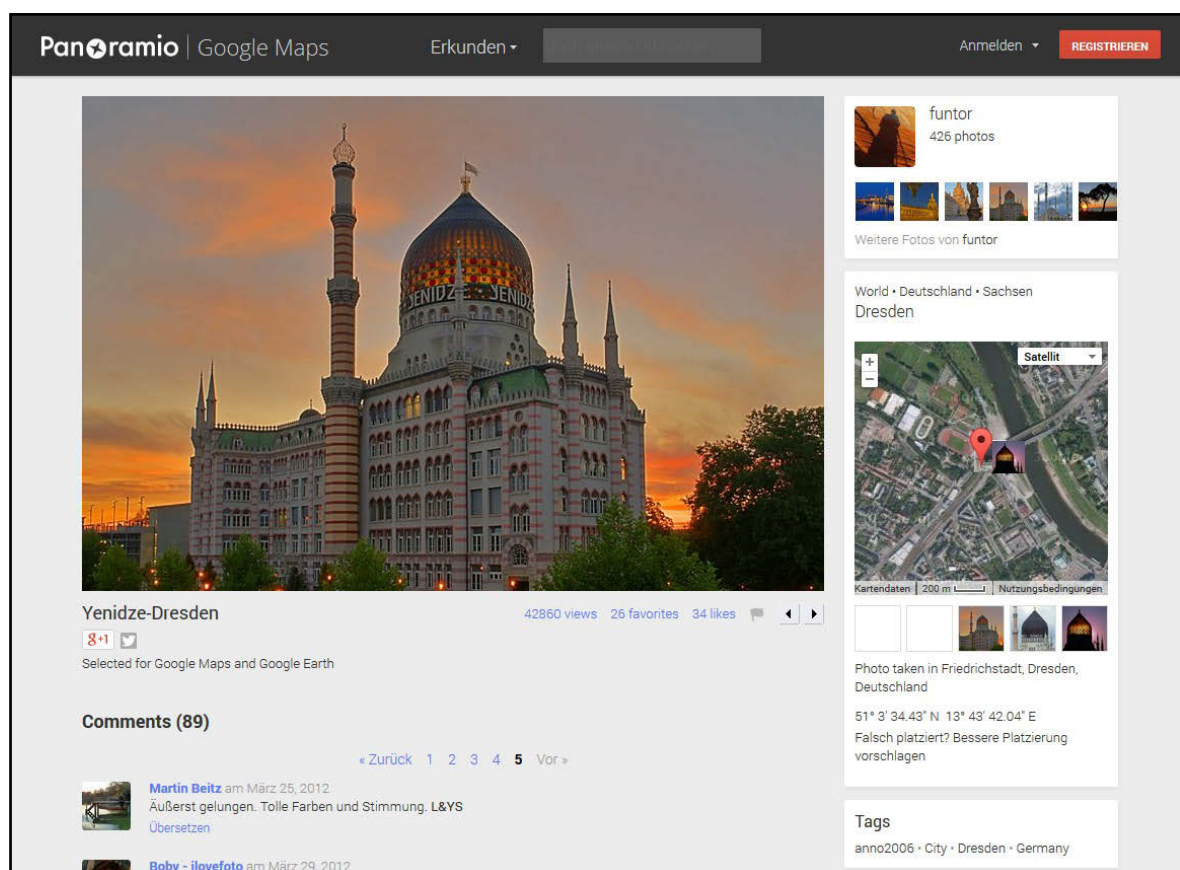 Panoramio | Google Maps
Erkunden
Anmelden
REGISTRIEREN
JENIDZE JENIDZ
Yenidze-Dresden
42860 views 26 favorites 34 likes
g+1
Selected for Google Maps and Google Earth
Comments (89)
« Zurück 1 2 3 4 5 Vor »
Martin Beitz am März 25, 2012
Äußerst gelungen. Tolle Farben und Stimmung. L&YS
Übersetzen
Boby - ilovefoto am März 29, 2012
funtor
426 photos
Weitere Fotos von funtor
World • Deutschland • Sachsen
Dresden
+
Satellit
−
Kartendaten 200 m Nutzungsbedingungen
Photo taken in Friedrichstadt, Dresden,
Deutschland
51° 3' 34.43" N 13° 43' 42.04" E
Falsch platziert? Bessere Platzierung
vorschlagen
Tags
anno2006 • City • Dresden • Germany